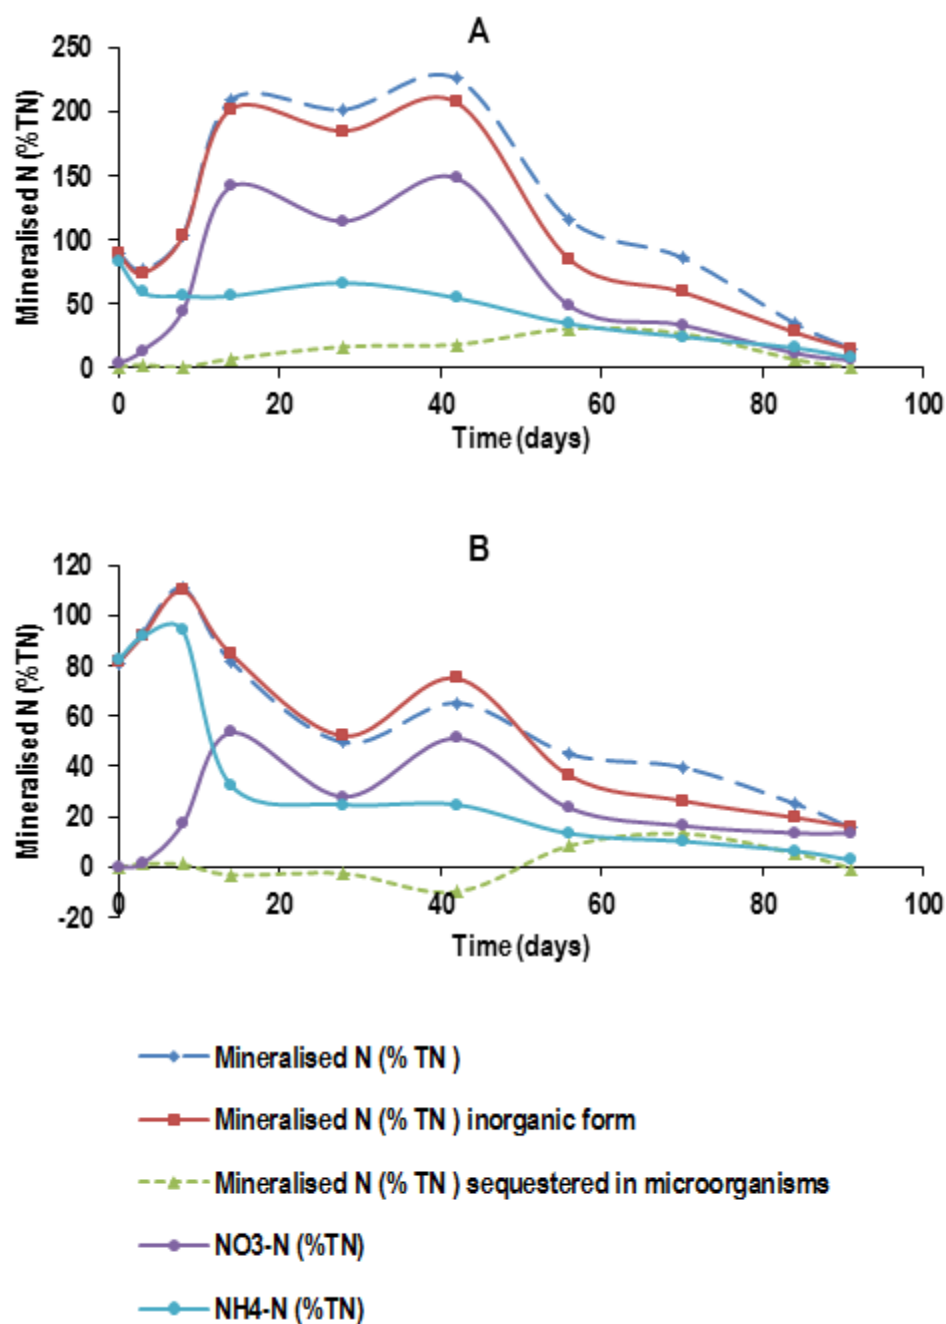 A
250
200
150
100
50
0
Mineralised N (%TN)
0 20 40 60 80 100
Time (days)
B
120
100
80
60
40
20
0
-20
Mineralised N (%TN)
0 20 40 60 80 100
Time (days)
Mineralised N (% TN )
Mineralised N (% TN ) inorganic form
Mineralised N (% TN ) sequestered in microorganisms
NO3-N (%TN)
NH4-N (%TN)